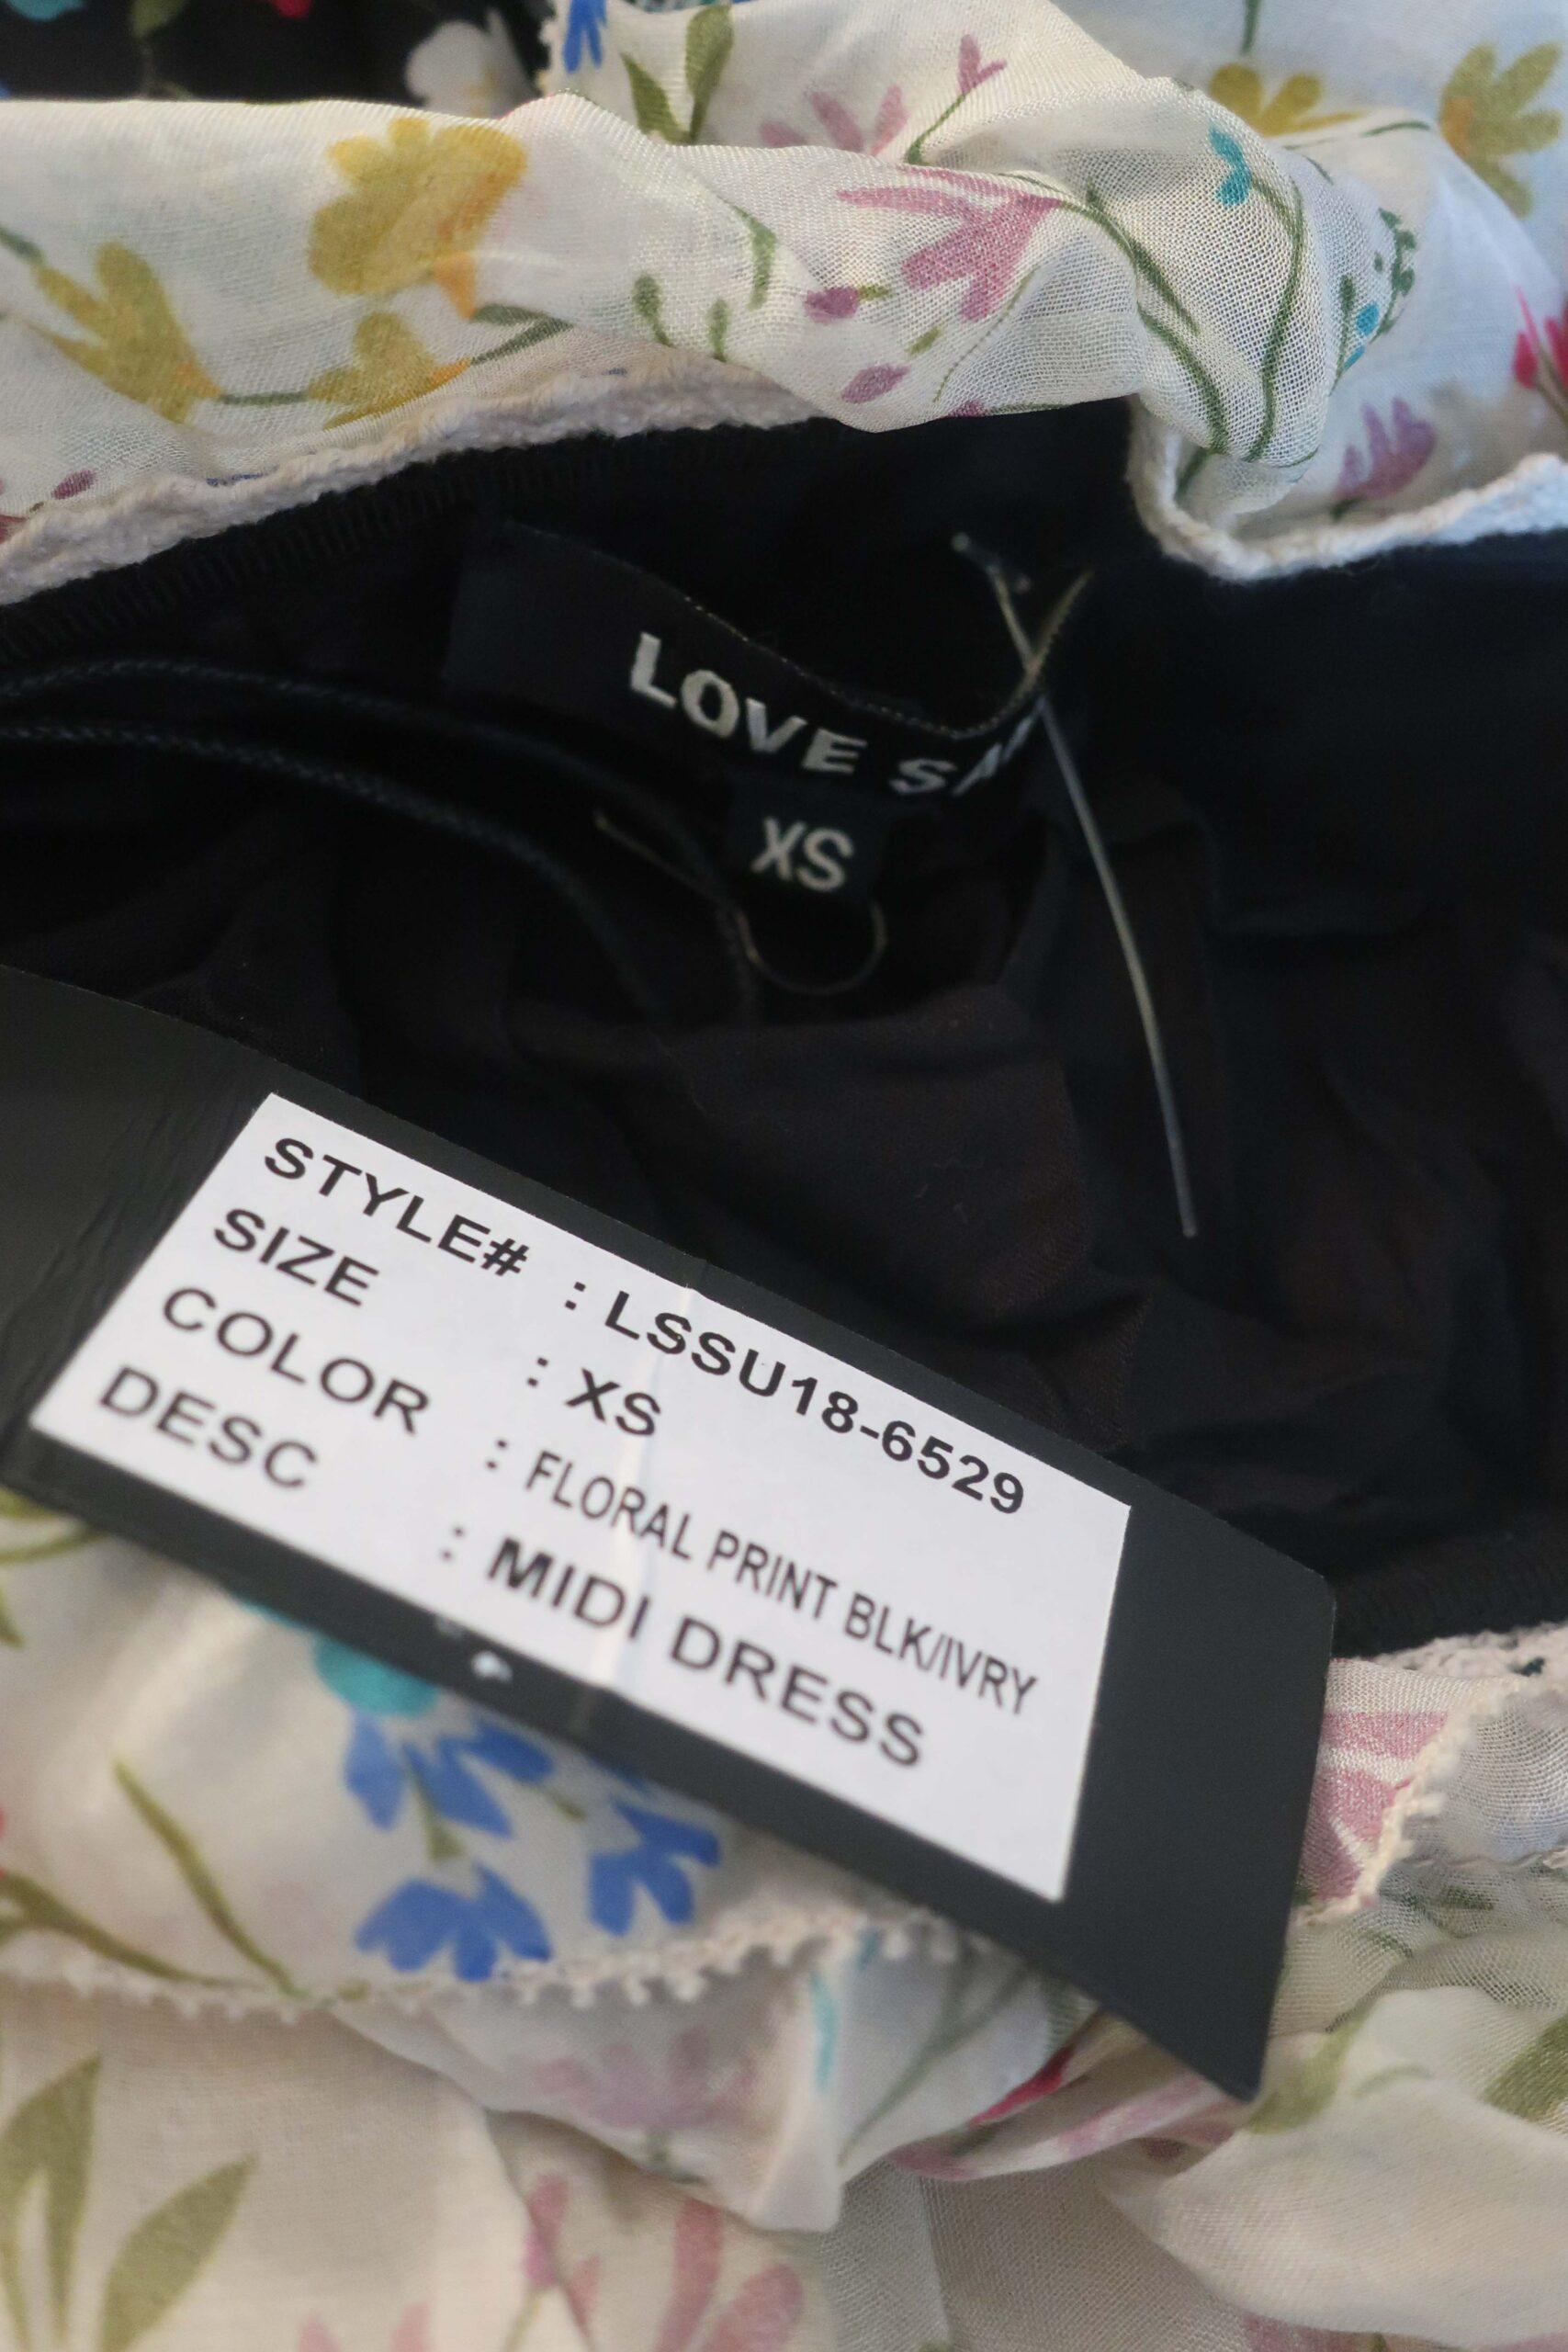 LOVE
XS
STYLE# : LSSU18-6529
SIZE : XS
COLOR : FLORAL PRINT BLK/IVRY
DESC : MIDI DRESS